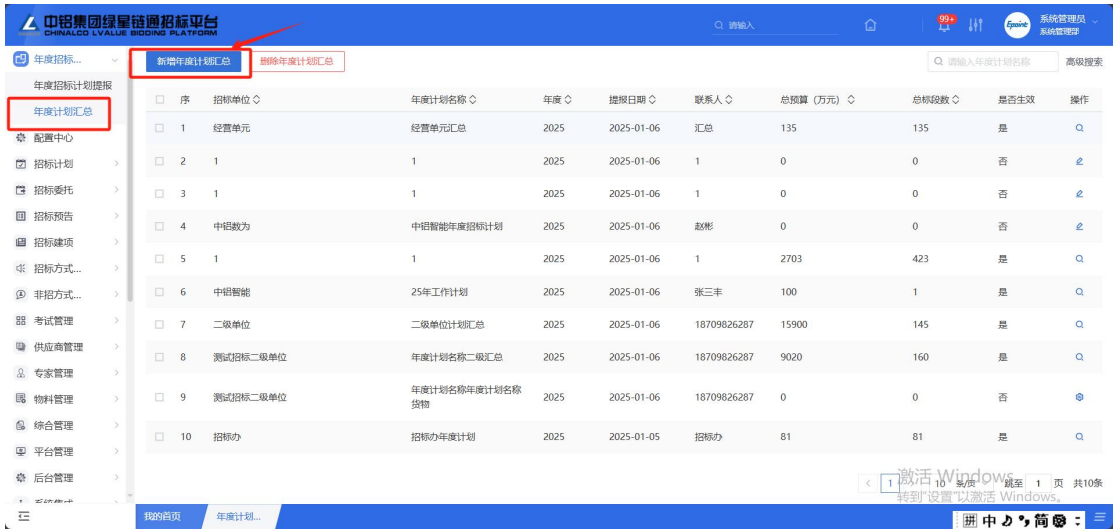 中铝集团绿星链通招标平台
CHINALCO LVALUE BIDDING PLATFORM
请输入
99+
Epoint
系统管理员
系统管理部
年度招标...
年度招标计划提报
年度计划汇总
配置中心
招标计划
招标委托
招标预告
招标建项
招标方式...
非招方式...
考试管理
供应商管理
专家管理
物料管理
综合管理
平台管理
后台管理
新增年度计划汇总 删除年度计划汇总 请输入年度计划名称 高级搜索
序 招标单位 年度计划名称 年度 提报日期 联系人 总预算（万元） 总标段数 是否生效 操作
1 经营单元 经营单元汇总 2025 2025-01-06 汇总 135 135 是
2 1 1 2025 2025-01-06 1 0 0 否
3 1 1 2025 2025-01-06 1 0 0 否
4 中铝数为 中铝智能年度招标计划 2025 2025-01-06 赵彬 0 0 否
5 1 1 2025 2025-01-06 1 2703 423 是
6 中铝智能 25年工作计划 2025 2025-01-06 张三丰 100 1 是
7 二级单位 二级单位计划汇总 2025 2025-01-06 18709826287 15900 145 是
8 测试招标二级单位 年度计划名称二级汇总 2025 2025-01-06 18709826287 9020 160 是
9 测试招标二级单位 年度计划名称年度计划名称
货物 2025 2025-01-06 18709826287 0 0 否
10 招标办 招标办年度计划 2025 2025-01-05 招标办 81 81 是
1 10 条/页 跳至 1 页 共10条
激活 Windows
转到"设置"以激活 Windows。
我的首页 年度计划...
拼 中 简